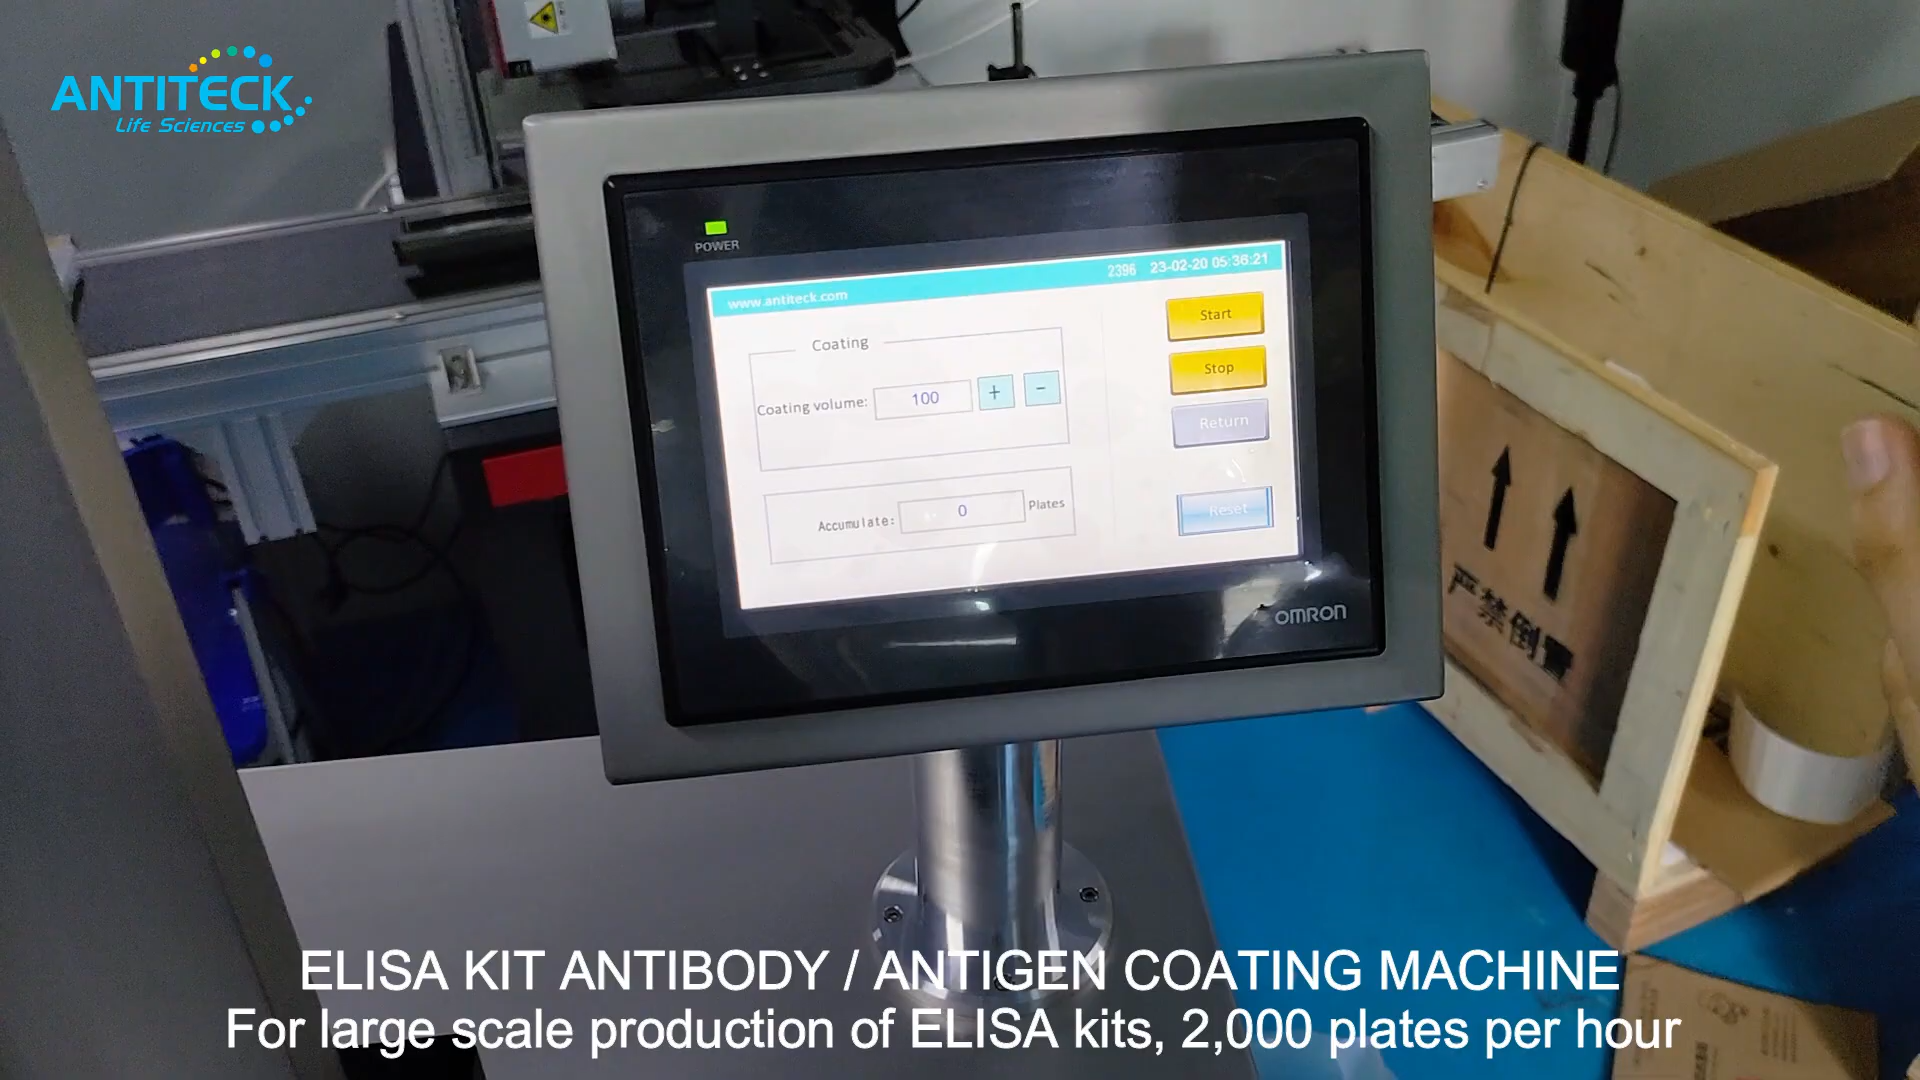 ANTITECK
Life Sciences
POWER
2396 23-02-20 05:36:21
www.antiteck.com
Coating
Coating volume: 100 + -
Accumulate: 0 Plates
Start
Stop
Return
Reset
OMRON
严禁倒置
ELISA KIT ANTIBODY / ANTIGEN COATING MACHINE
For large scale production of ELISA kits, 2,000 plates per hour